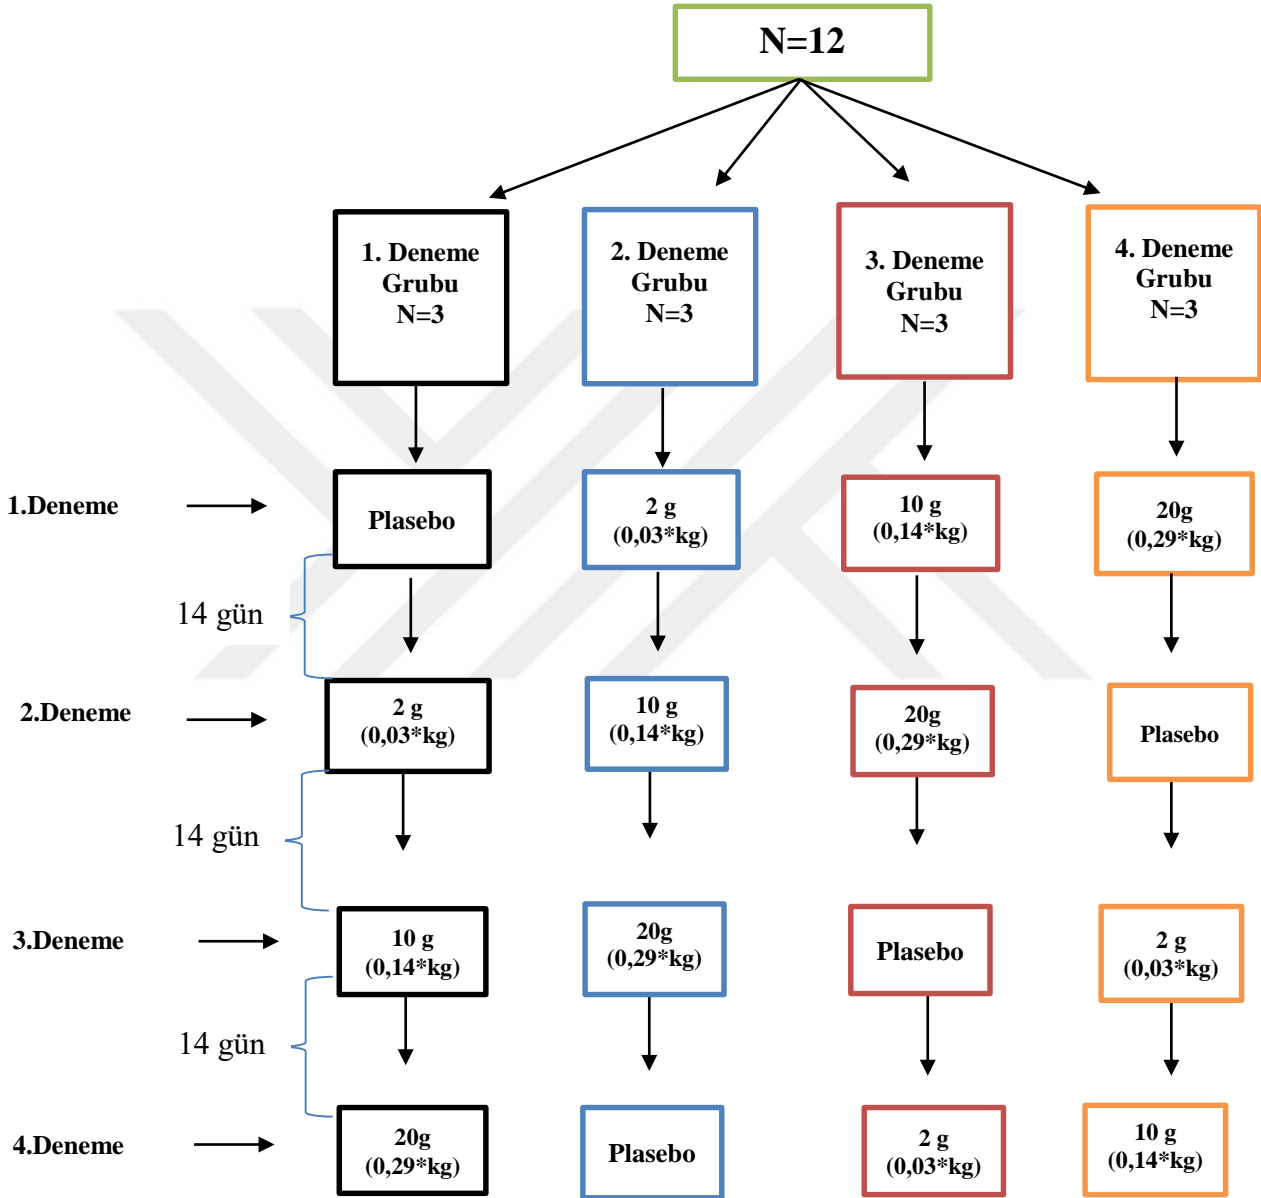 N=12
1. Deneme
Grubu
N=3
2. Deneme
Grubu
N=3
3. Deneme
Grubu
N=3
4. Deneme
Grubu
N=3
1.Deneme
Plasebo
2 g
(0,03*kg)
10 g
(0,14*kg)
20g
(0,29*kg)
14 gün
2.Deneme
2 g
(0,03*kg)
10 g
(0,14*kg)
20g
(0,29*kg)
Plasebo
14 gün
3.Deneme
10 g
(0,14*kg)
20g
(0,29*kg)
Plasebo
2 g
(0,03*kg)
14 gün
4.Deneme
20g
(0,29*kg)
Plasebo
2 g
(0,03*kg)
10 g
(0,14*kg)